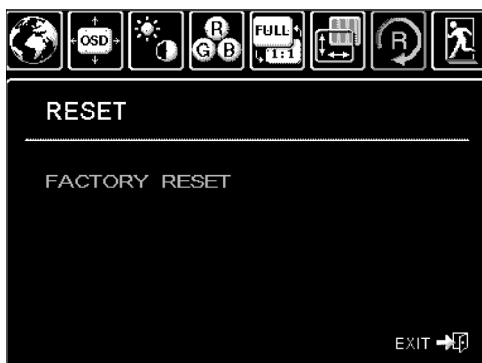 OSD
R
G B
FULL
1:1
R
RESET
FACTORY RESET
EXIT